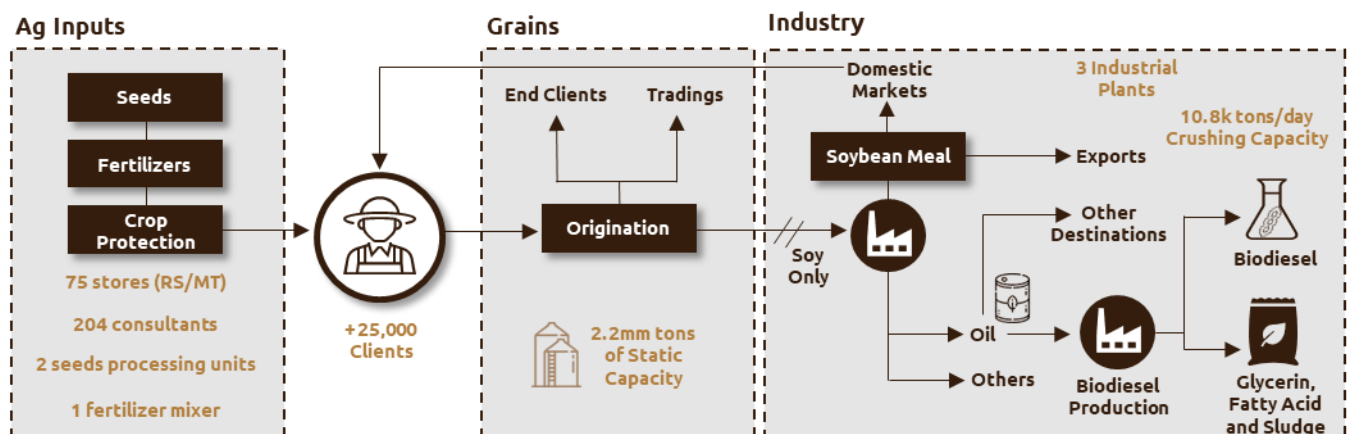 Ag Inputs
Seeds
Fertilizers
Crop
Protection
75 stores (RS/MT)
204 consultants
2 seeds processing units
1 fertilizer mixer
+25,000
Clients
Grains
End Clients
Tradings
Origination
2.2mm tons
of Static
Capacity
Industry
Domestic
Markets
3 Industrial
Plants
10.8k tons/day
Crushing Capacity
Soybean Meal
Exports
Soy
Only
Other
Destinations
Oil
Others
Biodiesel
Production
Biodiesel
Glycerin,
Fatty Acid
and Sludge